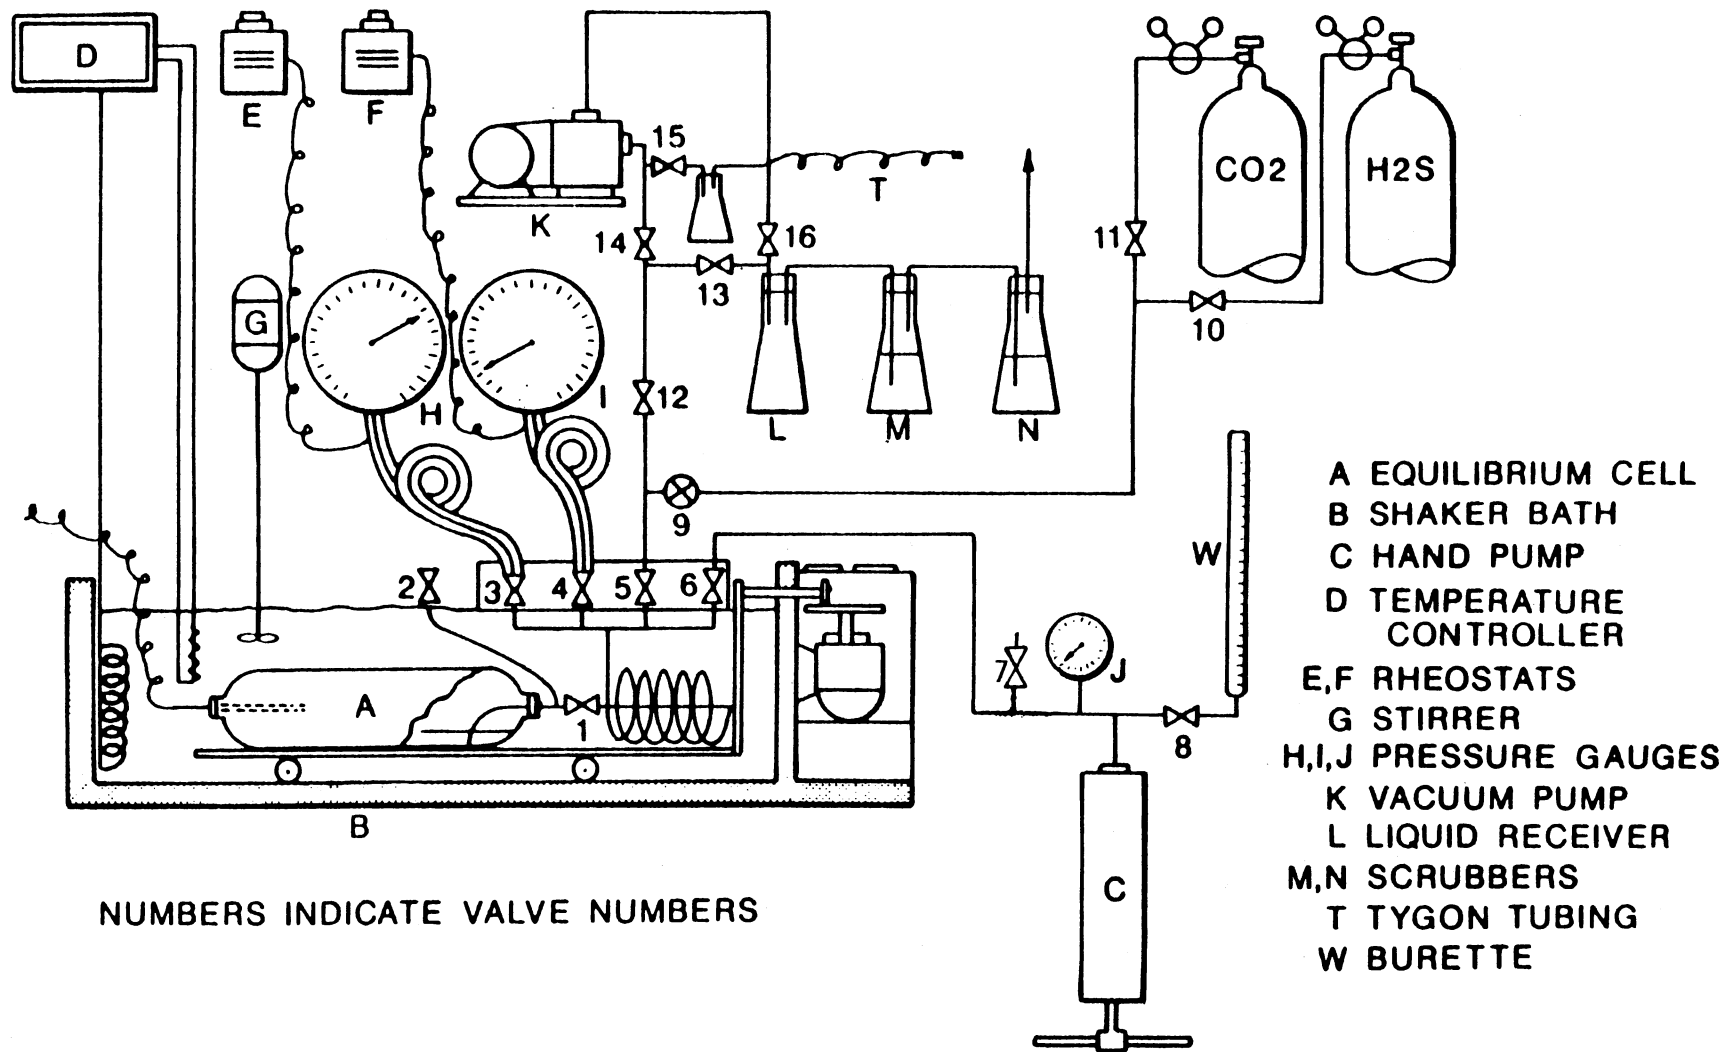 D
E
F
15
CO2
H2S
T
K
14
16
11
13
10
G
H
I
12
L
M
N
9
W
A EQUILIBRIUM CELL
B SHAKER BATH
C HAND PUMP
D TEMPERATURE
CONTROLLER
E,F RHEOSTATS
G STIRRER
H,I,J PRESSURE GAUGES
K VACUUM PUMP
L LIQUID RECEIVER
M,N SCRUBBERS
T TYGON TUBING
W BURETTE
2
3
4
5
6
7
J
A
1
8
B
C
NUMBERS INDICATE VALVE NUMBERS